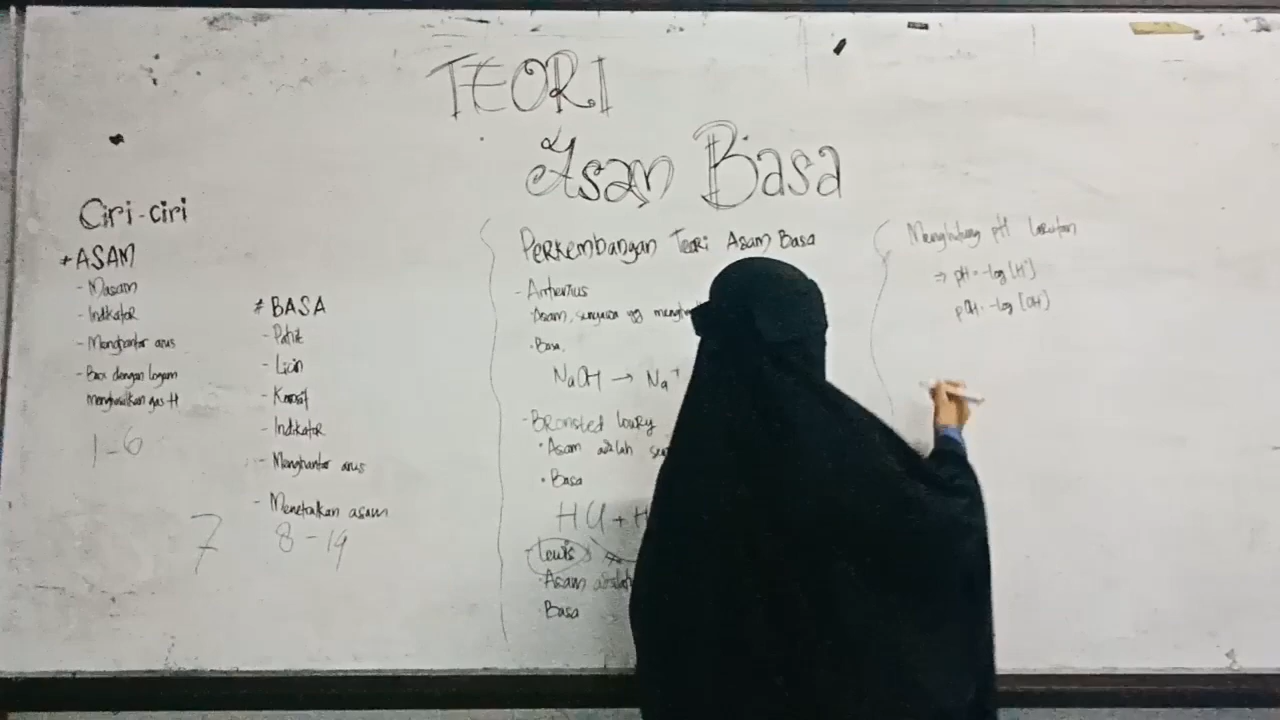 TEORI
Asam Basa
Ciri-ciri
* ASAM
- Masam
- Indikator
- Menghantar arus
- dengan logam
menghasilkan gas H
1-6
7
# BASA
- Pahit
- Licin
- Korosif
- Indikator
- Menghantar arus
- Menetralkan asam
8-14
Perkembangan Teori Asam Basa
- Arrhenius
• Asam, senyawa yg
• Basa,
NaOH → Na+
- Bronsted lowry
• Asam adalah
• Basa
HCl + H
Lewis
• Asam adalah
Basa
Menghitung pH Larutan
⇒ pH = -log [H+]
pOH = -log [OH]